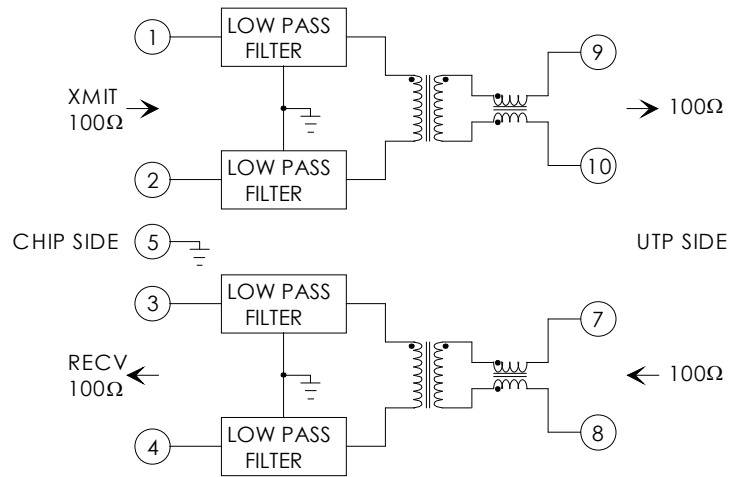 1
LOW PASS
FILTER
9
XMIT
100Ω
100Ω
2
LOW PASS
FILTER
10
CHIP SIDE
5
UTP SIDE
3
LOW PASS
FILTER
7
RECV
100Ω
100Ω
4
LOW PASS
FILTER
8